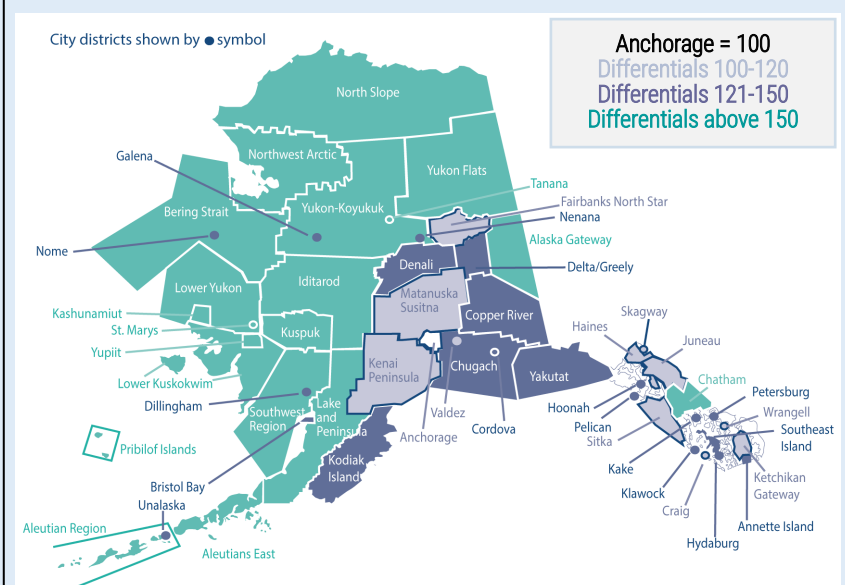 City districts shown by ● symbol
Anchorage = 100
Differentials 100-120
Differentials 121-150
Differentials above 150
North Slope
Galena
Northwest Arctic
Yukon Flats
Tanana
Fairbanks North Star
Bering Strait
Yukon-Koyukuk
Nenana
Alaska Gateway
Nome
Denali
Delta/Greely
Lower Yukon
Iditarod
Matanuska
Susitna
Kashunamiut
St. Marys
Kuspuk
Copper River
Skagway
Haines
Juneau
Yupiit
Lower Kuskokwim
Kenai
Peninsula
Chugach
Yakutat
Chatham
Dillingham
Southwest
Region
Lake
and
Peninsula
Valdez
Anchorage
Cordova
Hoonah
Pelican
Sitka
Petersburg
Wrangell
Southeast
Island
Pribilof Islands
Kodiak
Island
Kake
Klawock
Craig
Ketchikan
Gateway
Bristol Bay
Unalaska
Annette Island
Hydaburg
Aleutian Region
Aleutians East